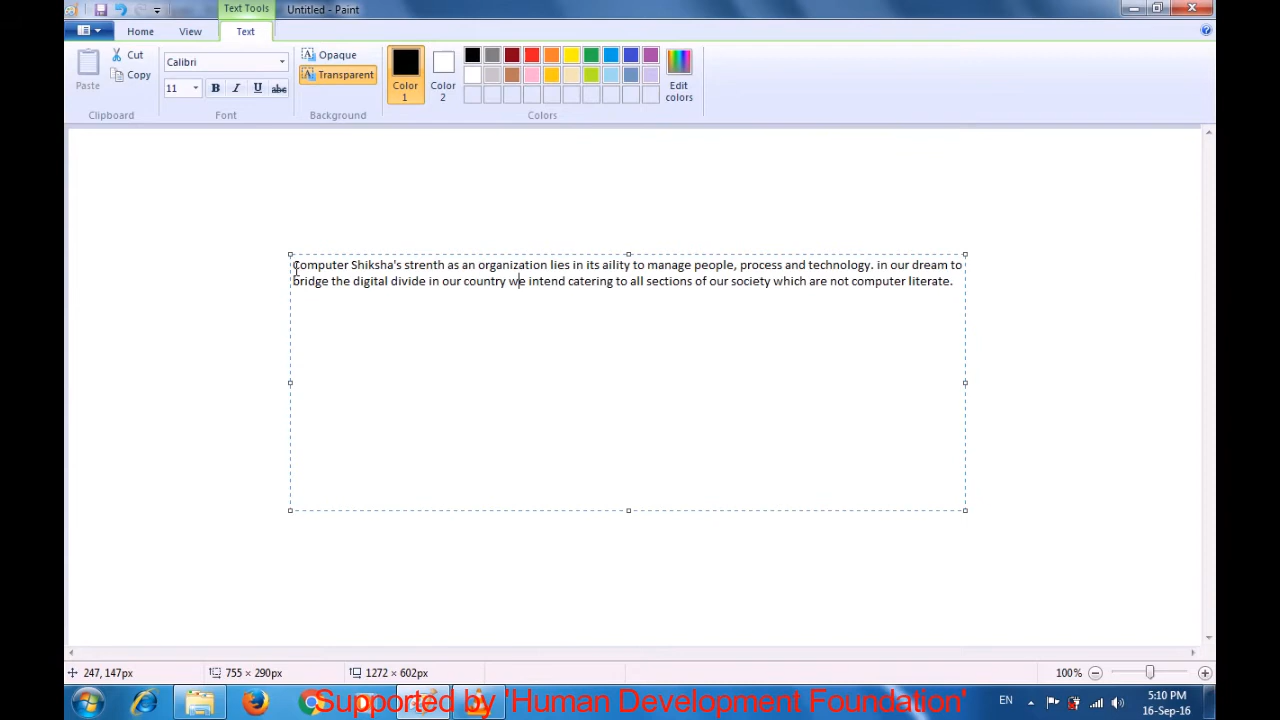 Text Tools
Untitled - Paint
Home
View
Text
Paste
Cut
Copy
Clipboard
Calibri
11
B I U abc
Font
Opaque
Transparent
Background
Color 1
Color 2
Edit colors
Colors
Computer Shiksha's strenth as an organization lies in its aility to manage people, process and technology. in our dream to
bridge the digital divide in our country we intend catering to all sections of our society which are not computer literate.
247, 147px
755 × 290px
1272 × 602px
100%
EN
5:10 PM
16-Sep-16
Supported by 'Human Development Foundation'